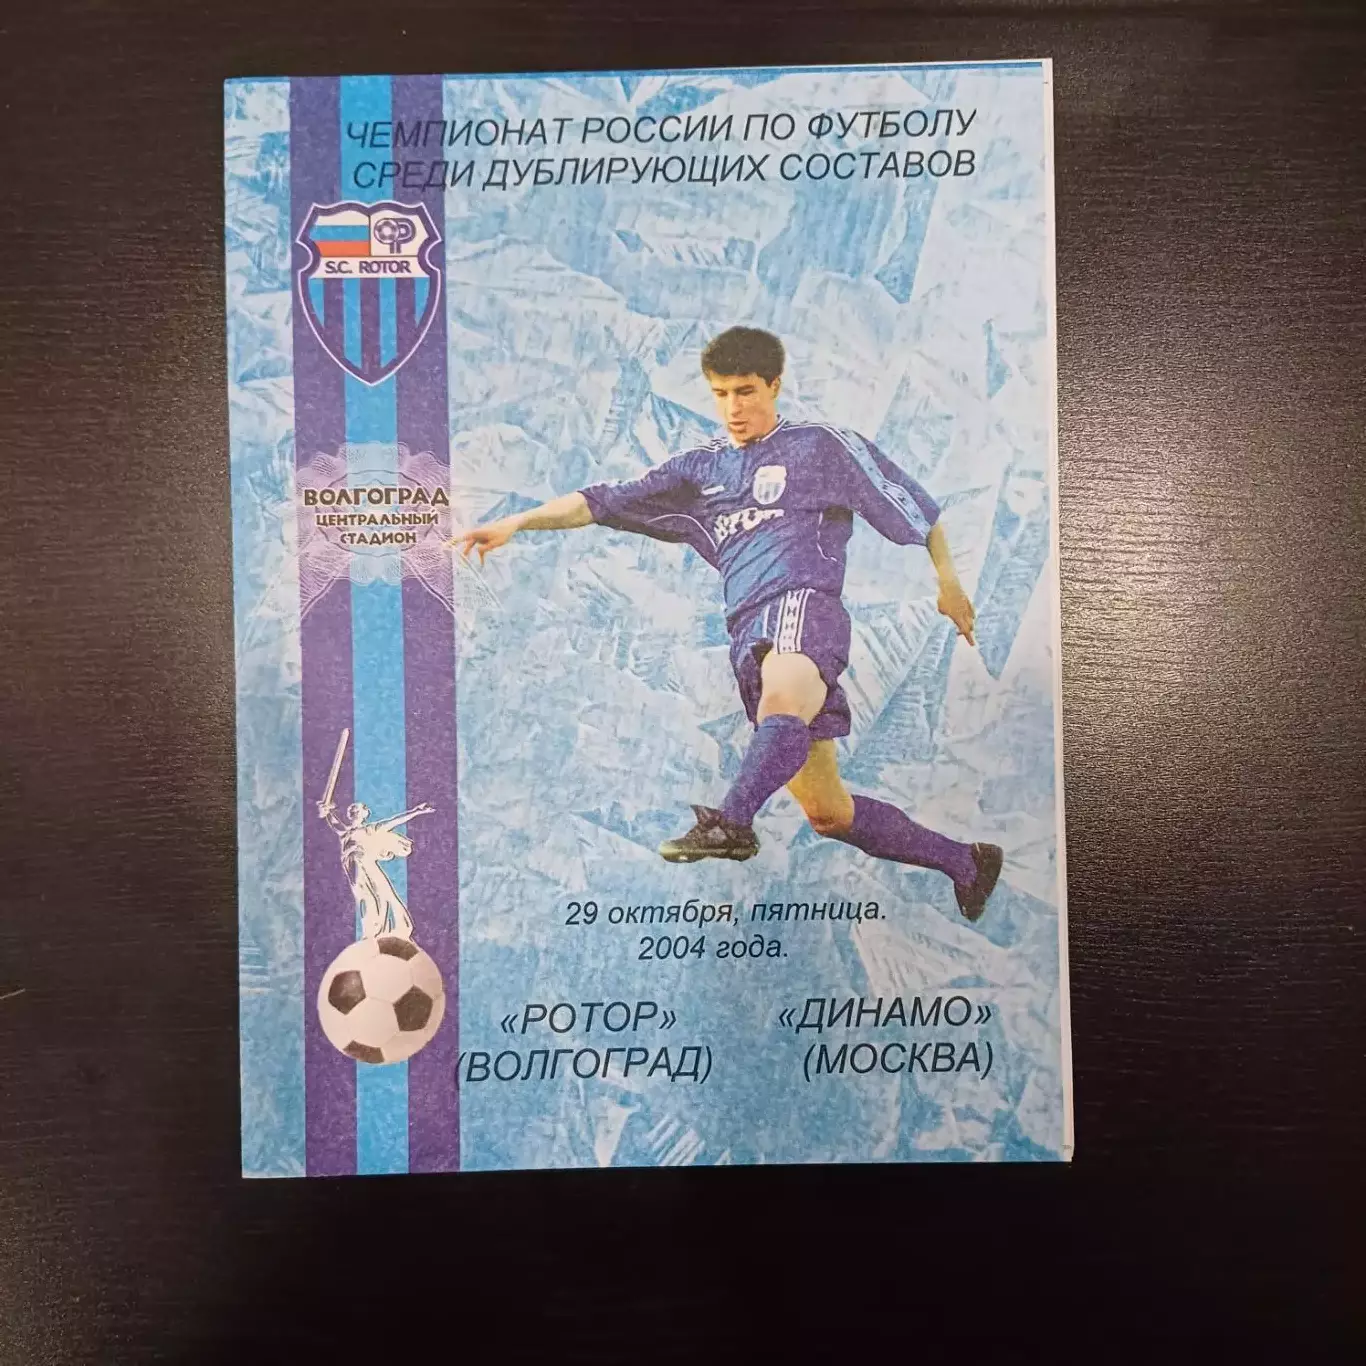 ЧЕМПИОНАТ РОССИИ ПО ФУТБОЛУ
СРЕДИ ДУБЛИРУЮЩИХ СОСТАВОВ
S.C. ROTOR
ВОЛГОГРАД
ЦЕНТРАЛЬНЫЙ
СТАДИОН
29 октября, пятница.
2004 года.
«РОТОР»
(ВОЛГОГРАД)
«ДИНАМО»
(МОСКВА)